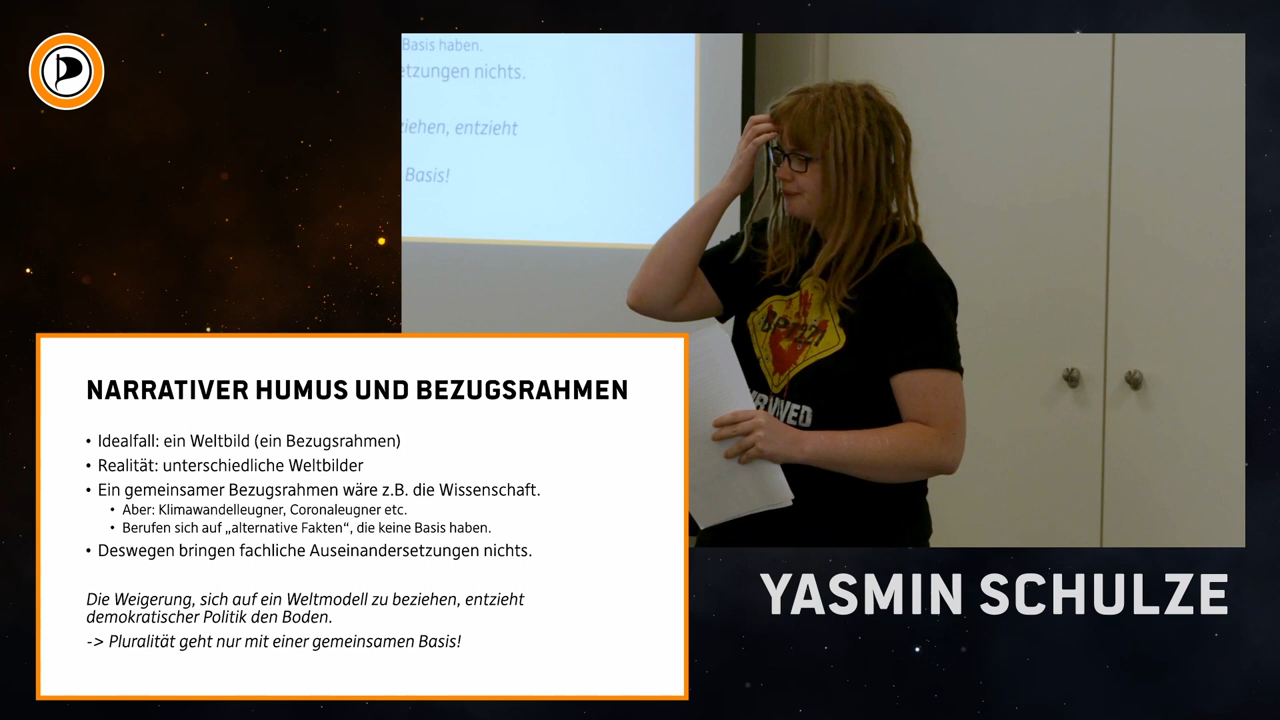 Basis haben.
etzungen nichts.
ziehen, entzieht
Basis!
NARRATIVER HUMUS UND BEZUGSRAHMEN
• Idealfall: ein Weltbild (ein Bezugsrahmen)
• Realität: unterschiedliche Weltbilder
• Ein gemeinsamer Bezugsrahmen wäre z.B. die Wissenschaft.
• Aber: Klimawandelleugner, Coronaleugner etc.
• Berufen sich auf „alternative Fakten“, die keine Basis haben.
• Deswegen bringen fachliche Auseinandersetzungen nichts.
Die Weigerung, sich auf ein Weltmodell zu beziehen, entzieht
demokratischer Politik den Boden.
-> Pluralität geht nur mit einer gemeinsamen Basis!
YASMIN SCHULZE